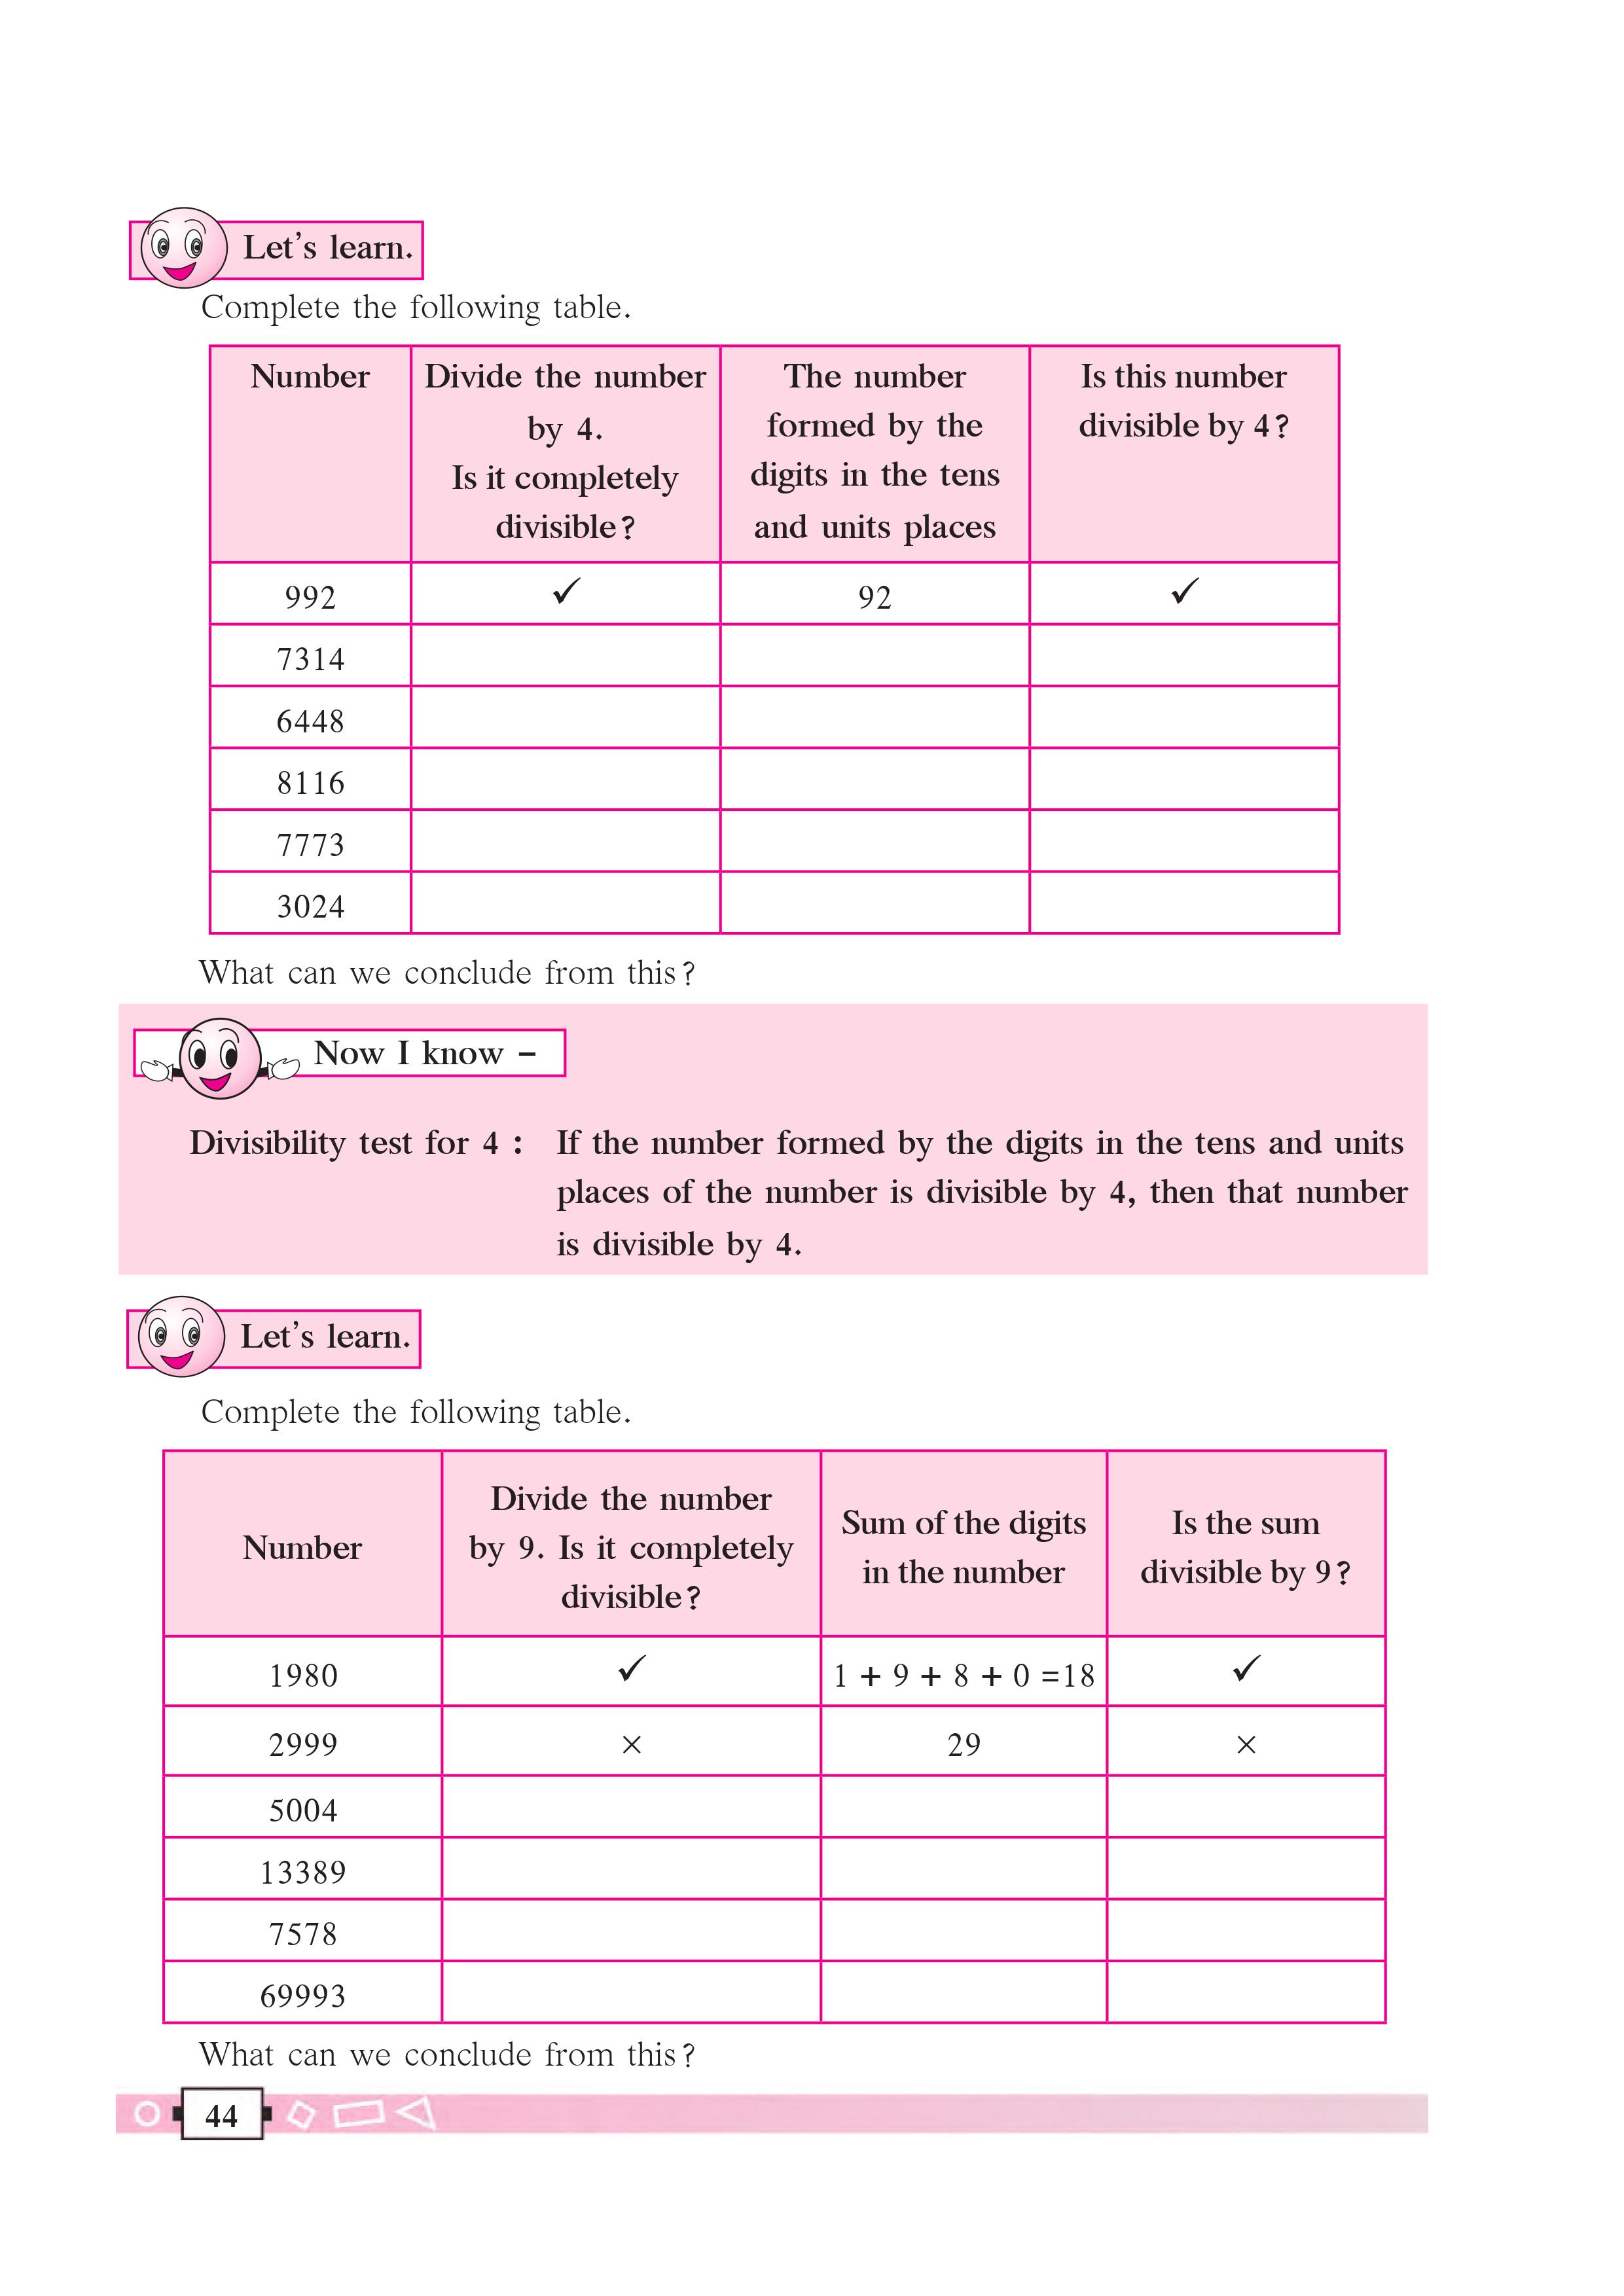 Let's learn.
Complete the following table.
Number
Divide the number
by 4.
Is it completely
divisible?
The number
formed by the
digits in the tens
and units places
Is this number
divisible by 4?
992 ✓ 92 ✓
7314
6448
8116
7773
3024
What can we conclude from this?
Now I know –
Divisibility test for 4 : If the number formed by the digits in the tens and units
places of the number is divisible by 4, then that number
is divisible by 4.
Let's learn.
Complete the following table.
Number
Divide the number
by 9. Is it completely
divisible?
Sum of the digits
in the number
Is the sum
divisible by 9?
1980 ✓ 1 + 9 + 8 + 0 =18 ✓
2999 × 29 ×
5004
13389
7578
69993
What can we conclude from this?
44